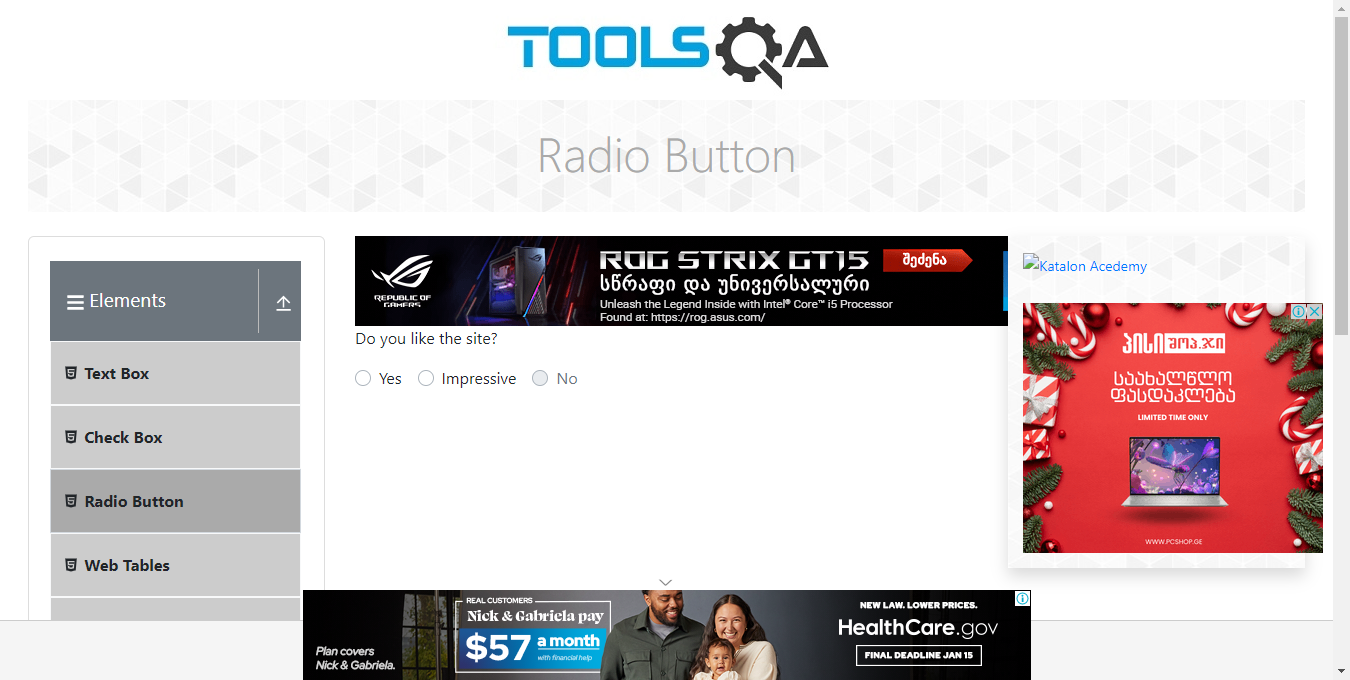 TOOLSQA
Radio Button
Elements
Text Box
Check Box
Radio Button
Web Tables
REPUBLIC OF
GAMERS
ROG STRIX GT15
შეძენა
სწრაფი და უნივერსალური
Unleash the Legend Inside with Intel® Core™ i5 Processor
Found at: https://rog.asus.com/
Do you like the site?
Yes Impressive No
Katalon Acedemy
პისიშოპ.ჯი
საახალწლო
ფასდაკლება
LIMITED TIME ONLY
WWW.PCSHOP.GE
Plan covers
Nick & Gabriela.
REAL CUSTOMERS
Nick & Gabriela pay
$57 a month
with financial help
NEW LAW. LOWER PRICES.
HealthCare.gov
FINAL DEADLINE JAN 15